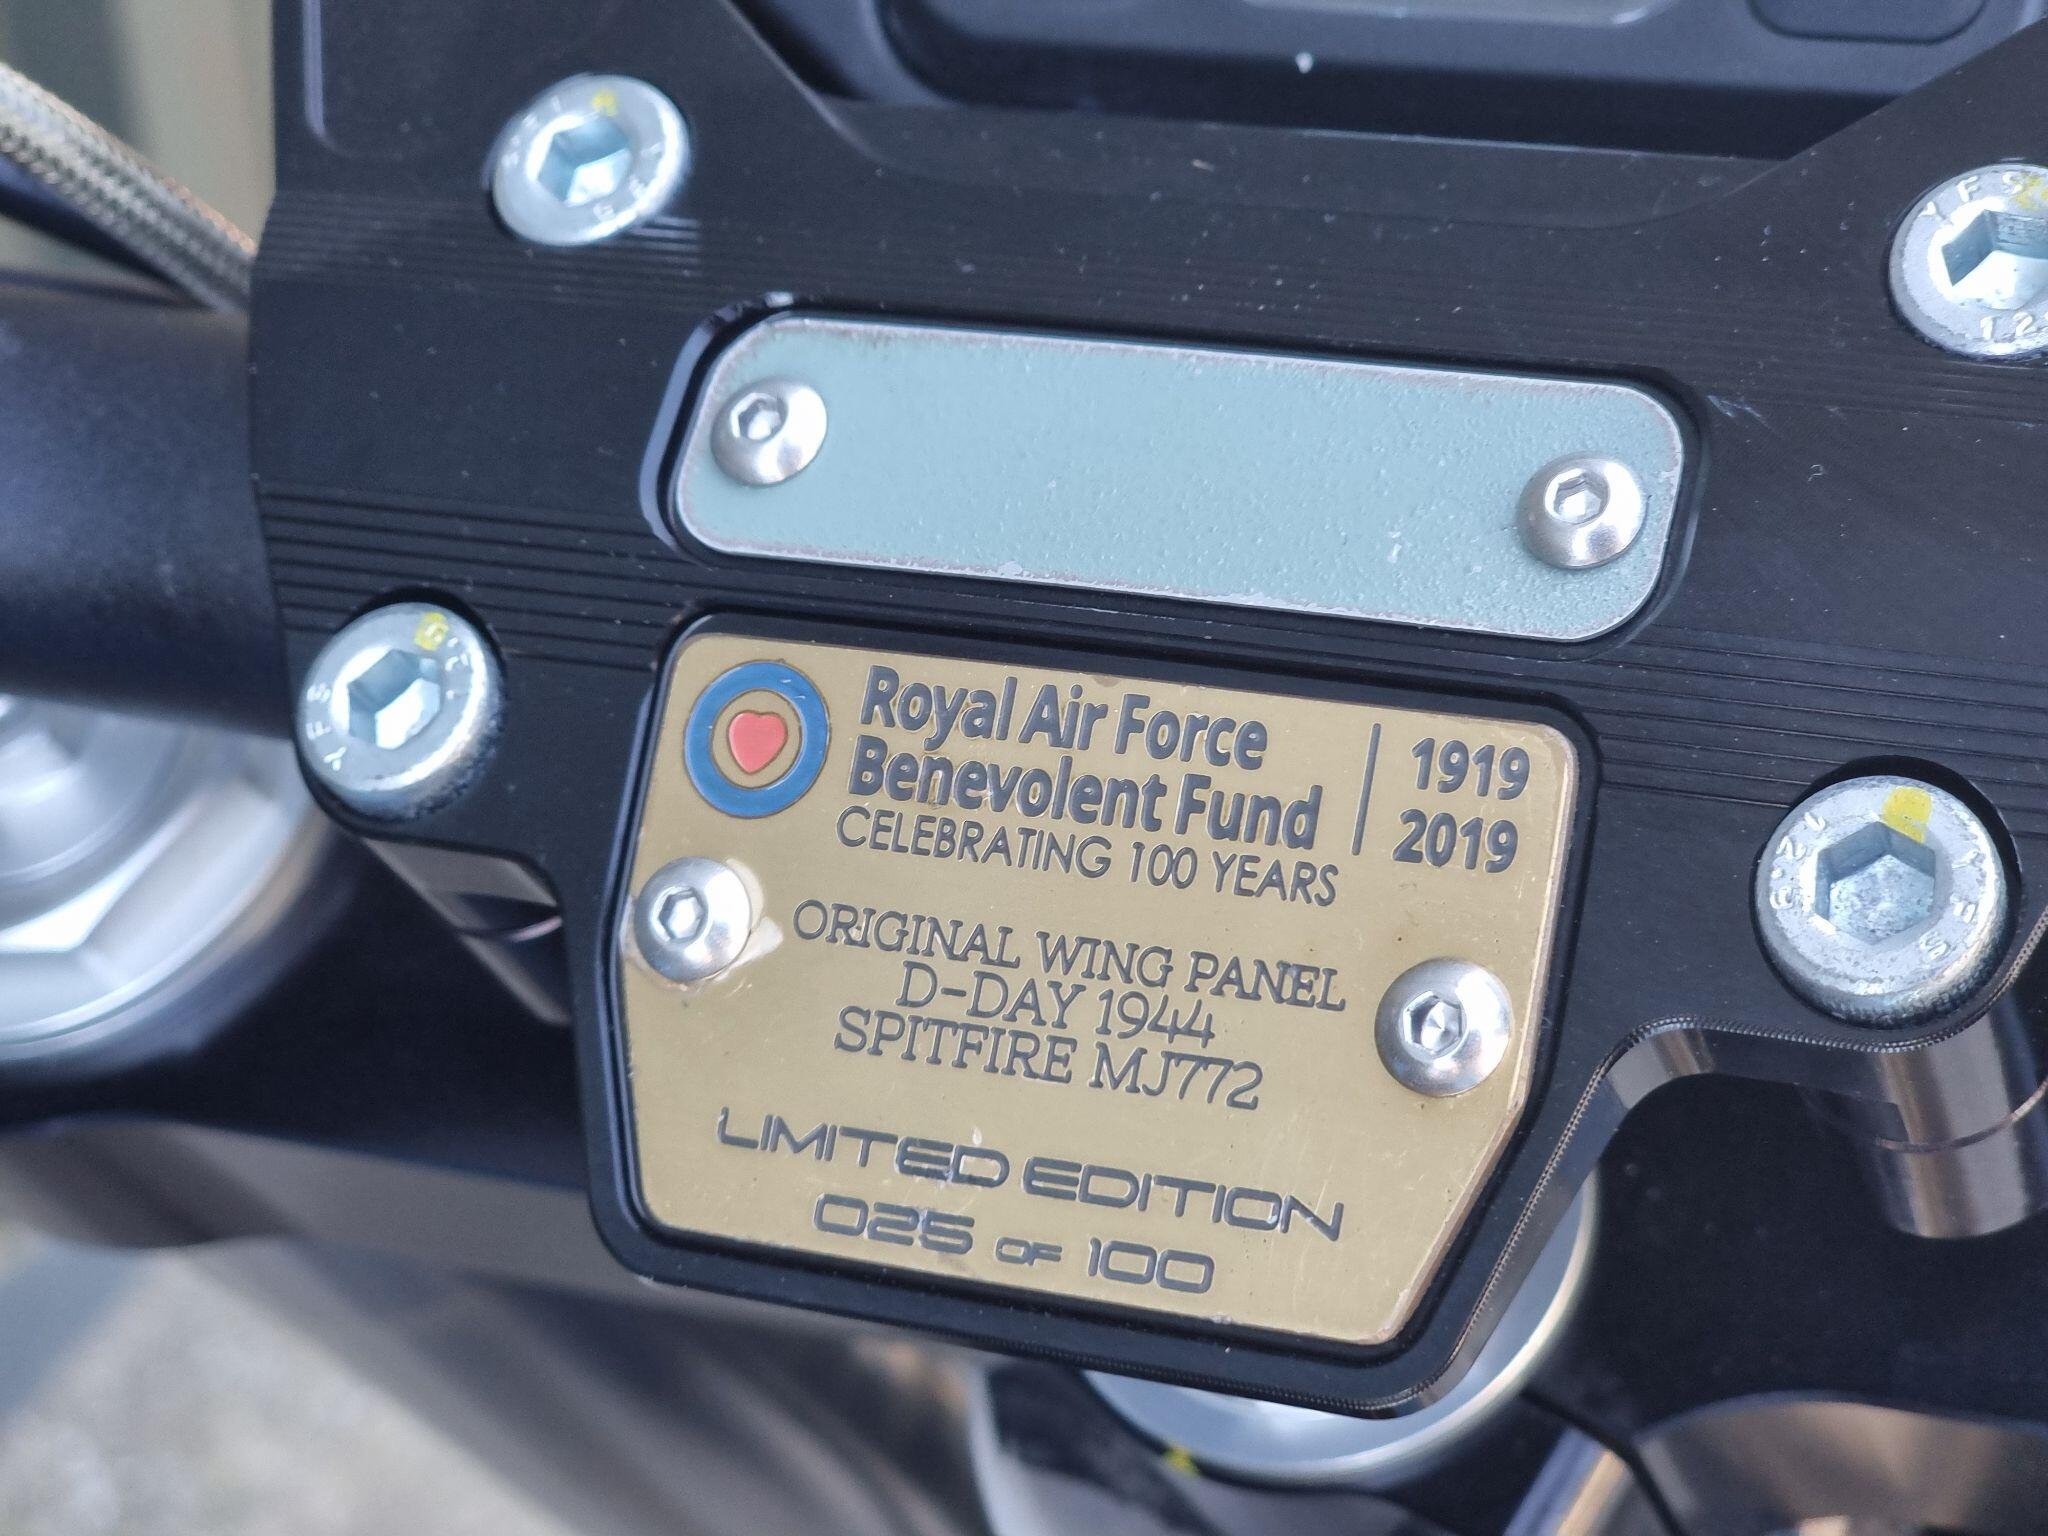 Royal Air Force
Benevolent Fund
CELEBRATING 100 YEARS
1919
2019
ORIGINAL WING PANEL
D-DAY 1944
SPITFIRE MJ772
LIMITED EDITION
025 OF 100